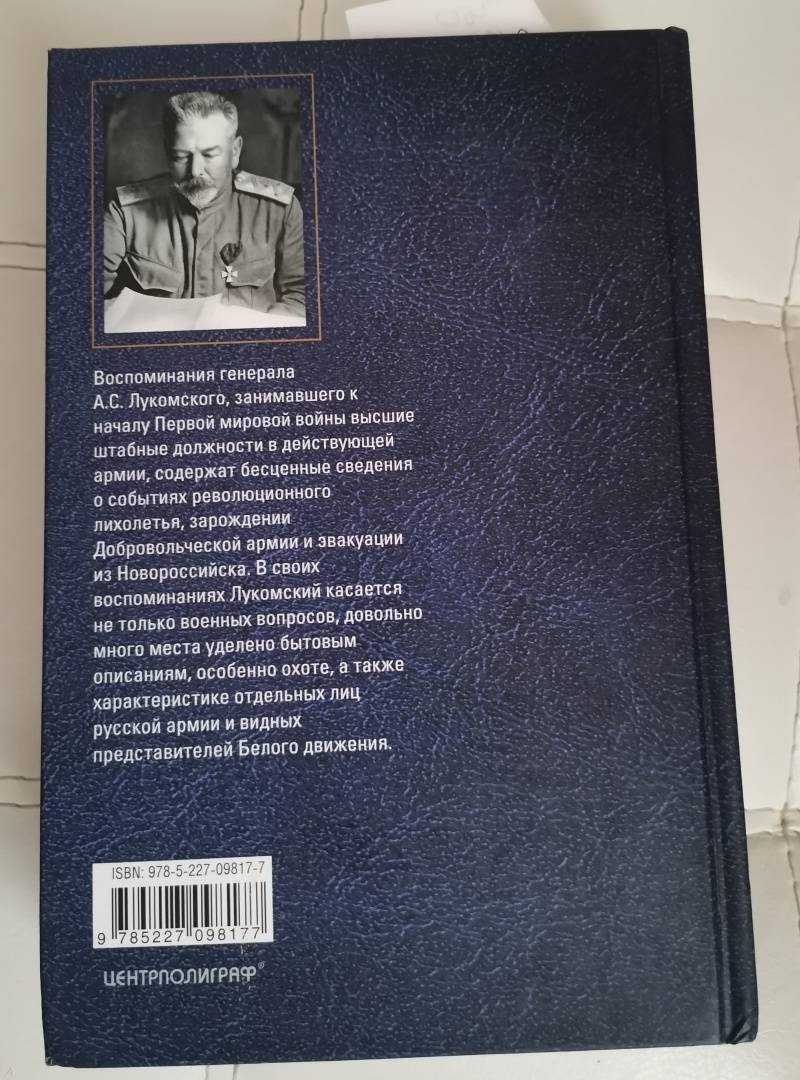 Воспоминания генерала
А.С. Лукомского, занимавшего к
началу Первой мировой войны высшие
штабные должности в действующей
армии, содержат бесценные сведения
о событиях революционного
лихолетья, зарождении
Добровольческой армии и эвакуации
из Новороссийска. В своих
воспоминаниях Лукомский касается
не только военных вопросов, довольно
много места уделено бытовым
описаниям, особенно охоте, а также
характеристике отдельных лиц
русской армии и видных
представителей Белого движения.
ISBN: 978-5-227-09817-7
9 785227 098177
ЦЕНТРПОЛИГРАФ®